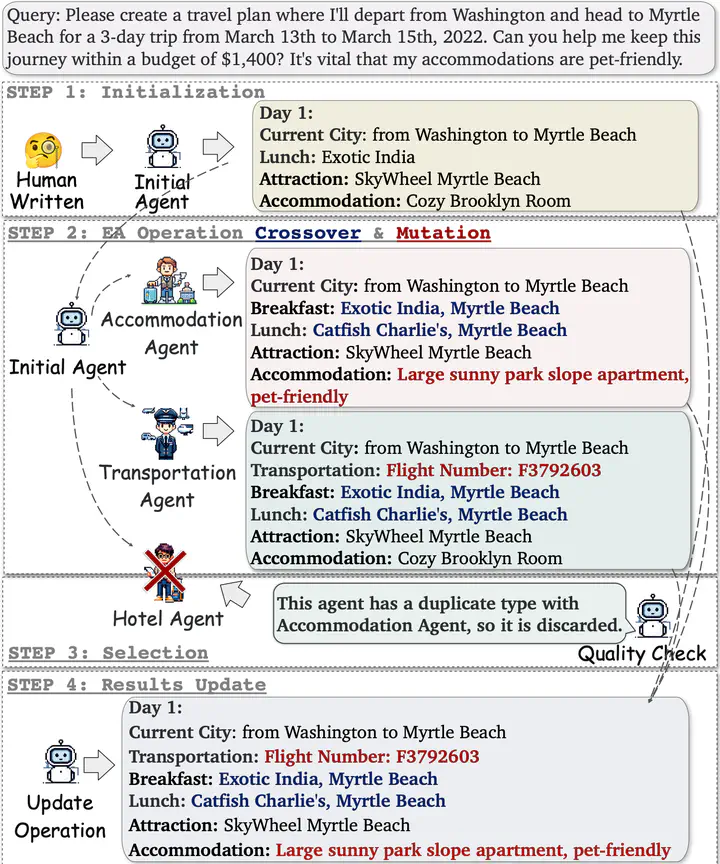 Query: Please create a travel plan where I'll depart from Washington and head to Myrtle
Beach for a 3-day trip from March 13th to March 15th, 2022. Can you help me keep this
journey within a budget of $1,400? It's vital that my accommodations are pet-friendly.
STEP 1: Initialization
Human
Written
Initial
Agent
Day 1:
Current City: from Washington to Myrtle Beach
Lunch: Exotic India
Attraction: SkyWheel Myrtle Beach
Accommodation: Cozy Brooklyn Room
STEP 2: EA Operation Crossover & Mutation
Initial Agent
Accommodation
Agent
Day 1:
Current City: from Washington to Myrtle Beach
Breakfast: Exotic India, Myrtle Beach
Lunch: Catfish Charlie's, Myrtle Beach
Attraction: SkyWheel Myrtle Beach
Accommodation: Large sunny park slope apartment,
pet-friendly
Transportation
Agent
Day 1:
Current City: from Washington to Myrtle Beach
Transportation: Flight Number: F3792603
Breakfast: Exotic India, Myrtle Beach
Lunch: Catfish Charlie's, Myrtle Beach
Attraction: SkyWheel Myrtle Beach
Accommodation: Cozy Brooklyn Room
Hotel Agent
This agent has a duplicate type with
Accommodation Agent, so it is discarded.
Quality Check
STEP 3: Selection
STEP 4: Results Update
Update
Operation
Day 1:
Current City: from Washington to Myrtle Beach
Transportation: Flight Number: F3792603
Breakfast: Exotic India, Myrtle Beach
Lunch: Catfish Charlie's, Myrtle Beach
Attraction: SkyWheel Myrtle Beach
Accommodation: Large sunny park slope apartment, pet-friendly